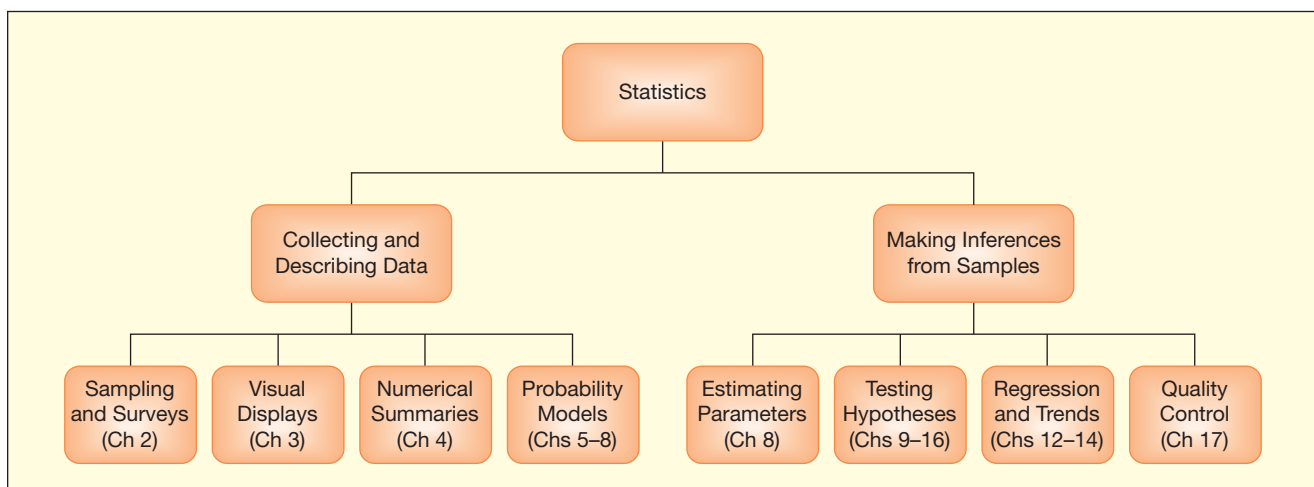 Statistics
Collecting and
Describing Data
Making Inferences
from Samples
Sampling
and Surveys
(Ch 2)
Visual
Displays
(Ch 3)
Numerical
Summaries
(Ch 4)
Probability
Models
(Chs 5–8)
Estimating
Parameters
(Ch 8)
Testing
Hypotheses
(Chs 9–16)
Regression
and Trends
(Chs 12–14)
Quality
Control
(Ch 17)